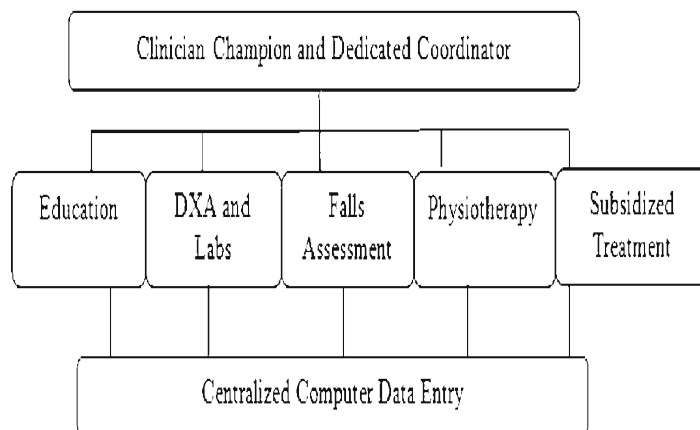 Clinician Champion and Dedicated Coordinator
Education
DXA and
Labs
Falls
Assessment
Physiotherapy
Subsidized
Treatment
Centralized Computer Data Entry